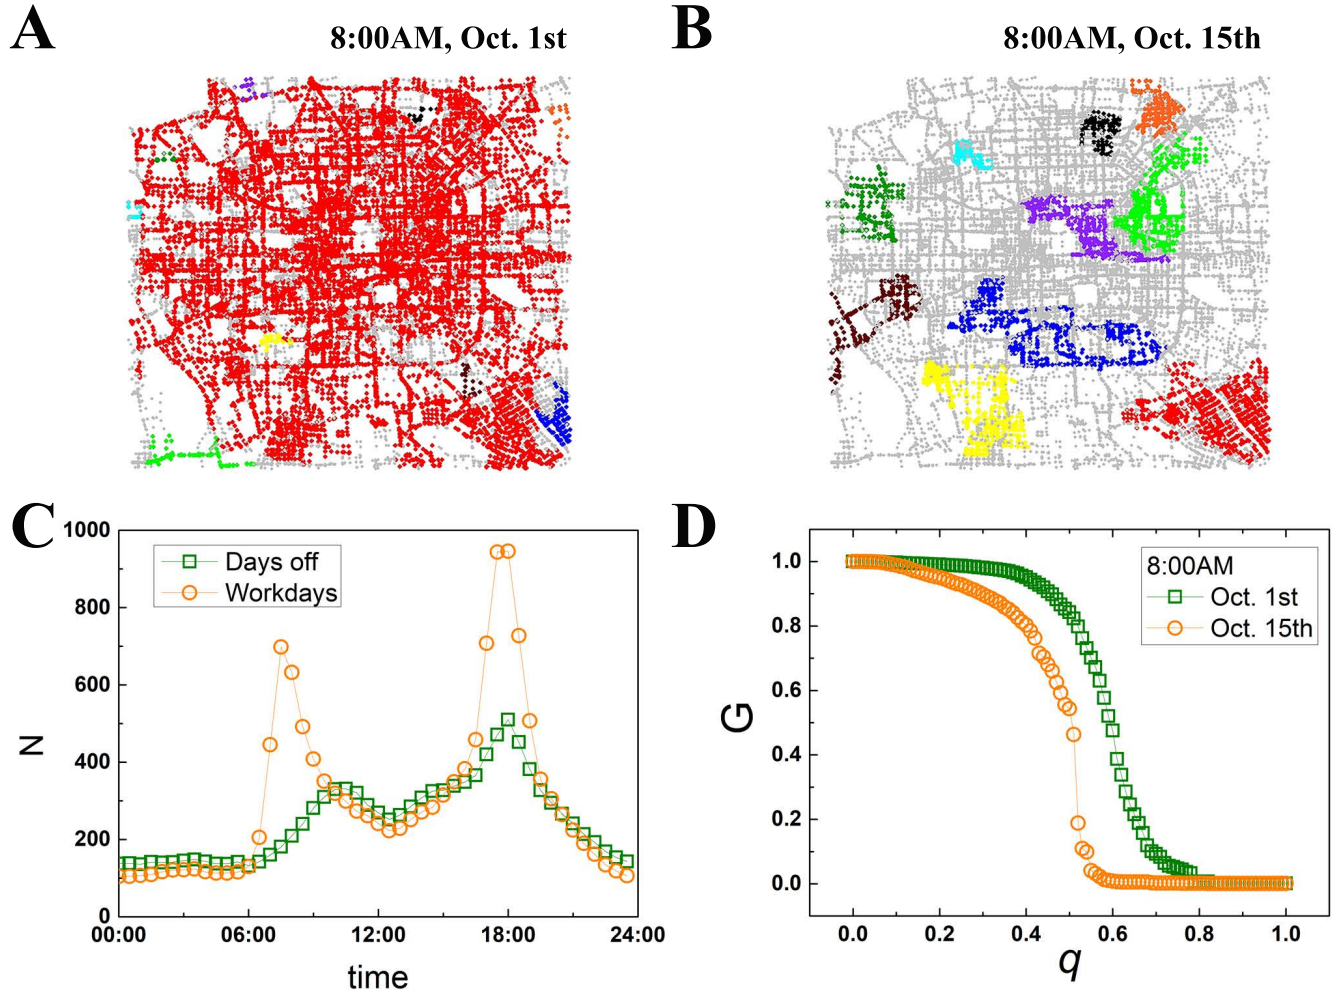 A
8:00AM, Oct. 1st
B
8:00AM, Oct. 15th
C
1000
800
600
400
200
0
N
Days off
Workdays
00:00 06:00 12:00 18:00 24:00
time
D
1.0
0.8
0.6
0.4
0.2
0.0
G
8:00AM
Oct. 1st
Oct. 15th
0.0 0.2 0.4 0.6 0.8 1.0
q